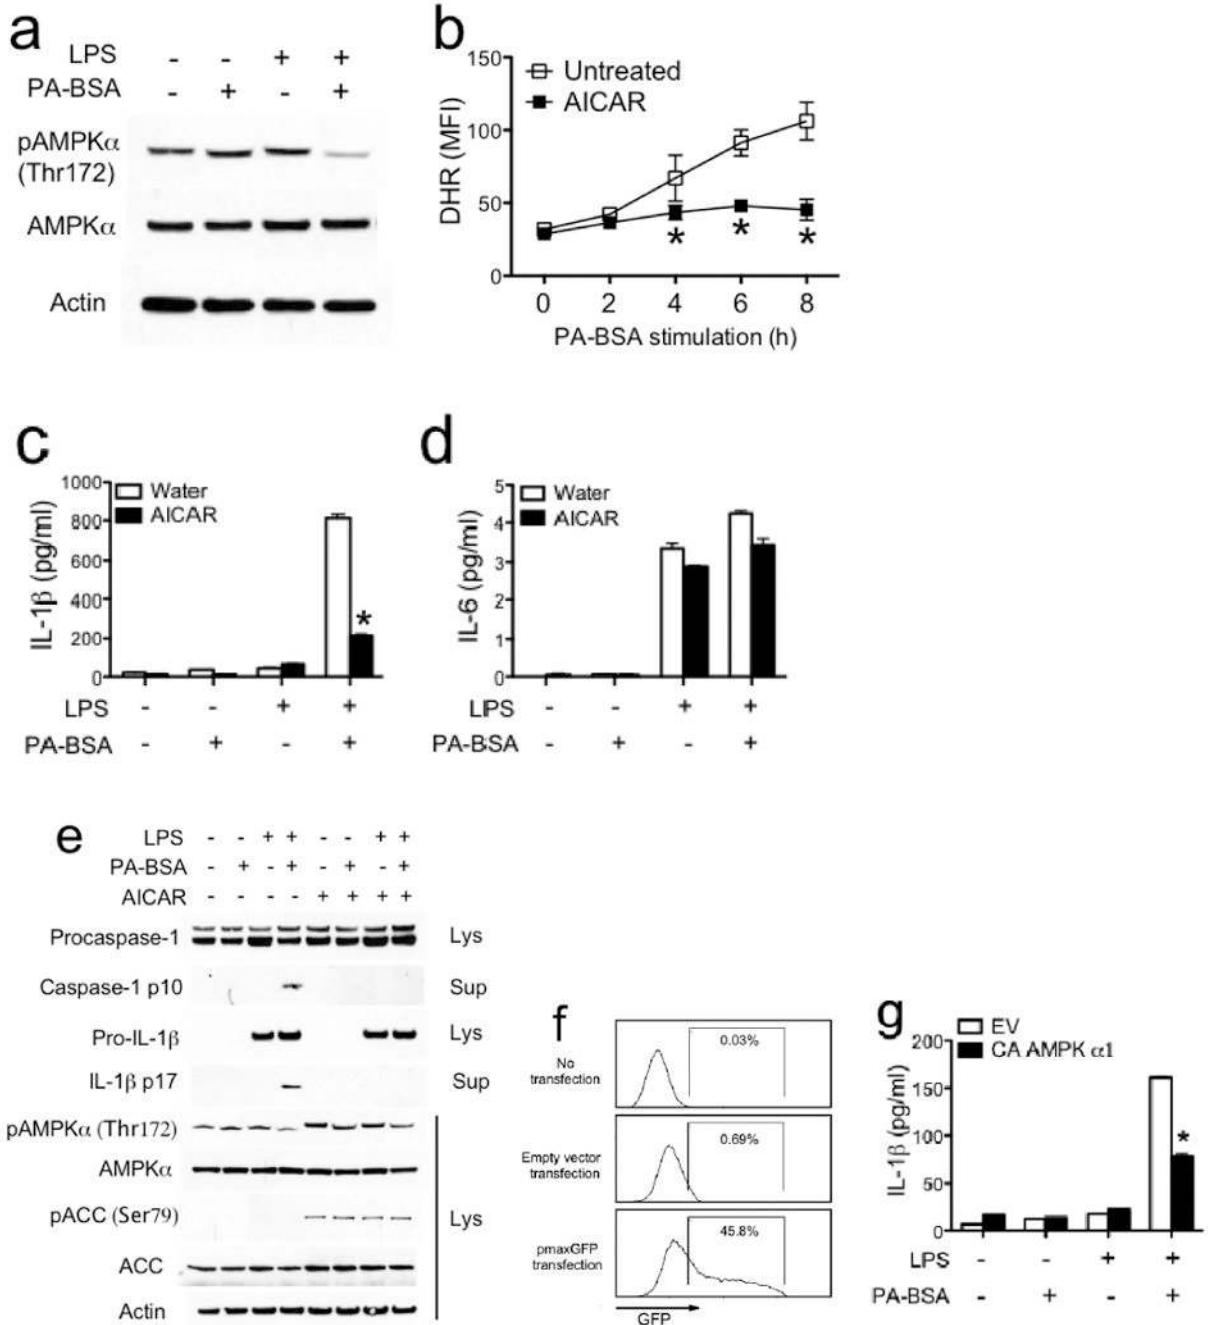 a
LPS - - + +
PA-BSA - + - +
pAMPKα
(Thr172)
AMPKα
Actin
b
150
100
50
0
DHR (MFI)
Untreated
AICAR
* * *
0 2 4 6 8
PA-BSA stimulation (h)
c
1000
800
600
400
200
0
IL-1β (pg/ml)
Water
AICAR
*
LPS - - + +
PA-BSA - + - +
d
5
4
3
2
1
0
IL-6 (pg/ml)
Water
AICAR
LPS - - + +
PA-BSA - + - +
e
LPS - - + + - - + +
PA-BSA - + - + - + - +
AICAR - - - - + + + +
Procaspase-1 Lys
Caspase-1 p10 Sup
Pro-IL-1β Lys
IL-1β p17 Sup
pAMPKα (Thr172)
AMPKα
pACC (Ser79) Lys
ACC
Actin
f
No
transfection
0.03%
Empty vector
transfection
0.69%
pmaxGFP
transfection
45.8%
GFP
g
200
150
100
50
0
IL-1β (pg/ml)
EV
CA AMPK α1
*
LPS - - + +
PA-BSA - + - +